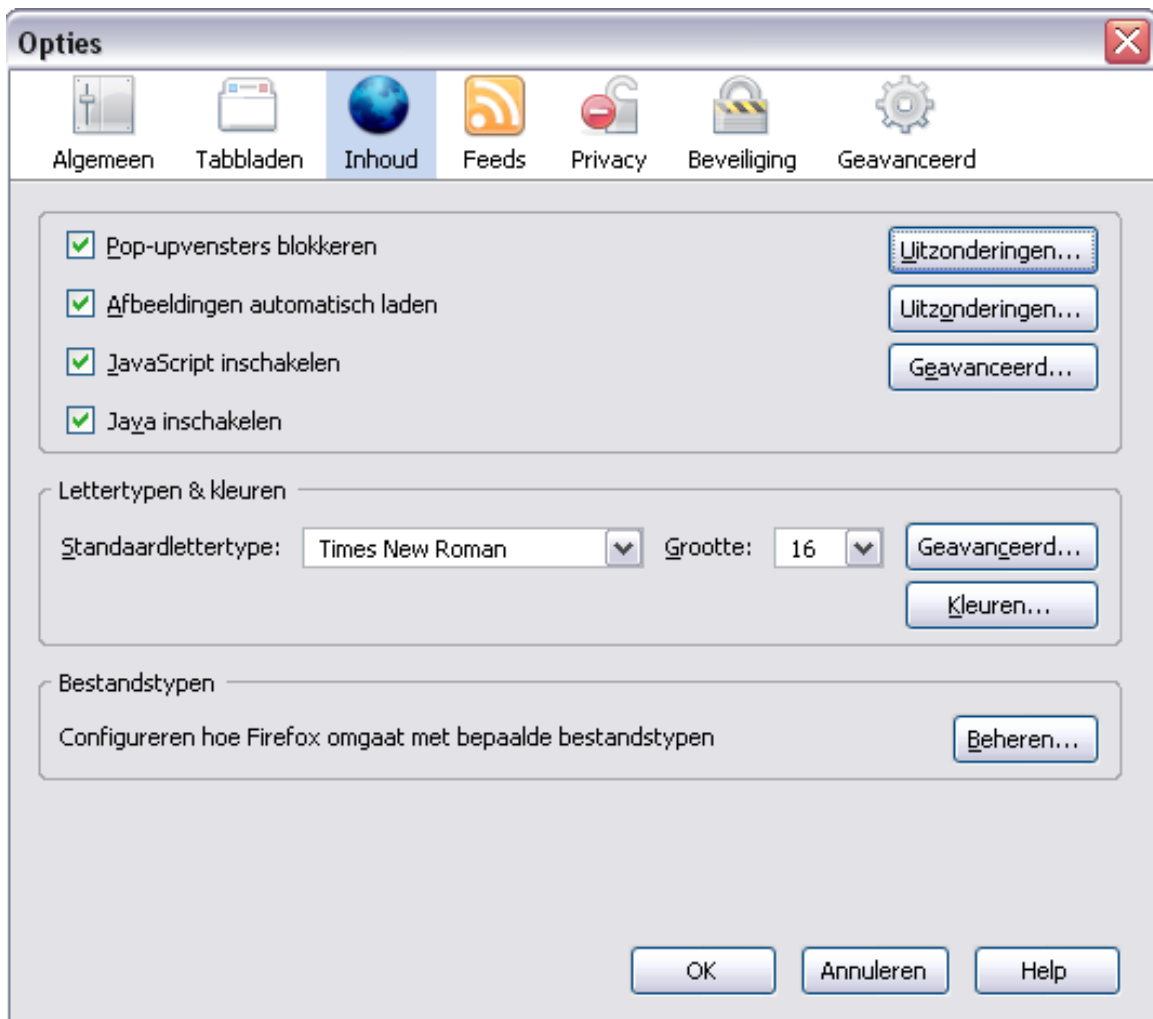 Opties
Algemeen Tabbladen Inhoud Feeds Privacy Beveiliging Geavanceerd
Pop-upvensters blokkeren Uitzonderingen...
Afbeeldingen automatisch laden Uitzonderingen...
JavaScript inschakelen Geavanceerd...
Java inschakelen
Lettertypen & kleuren
Standaardlettertype: Times New Roman Grootte: 16 Geavanceerd...
Kleuren...
Bestandstypen
Configureren hoe Firefox omgaat met bepaalde bestandstypen Beheren...
OK Annuleren Help